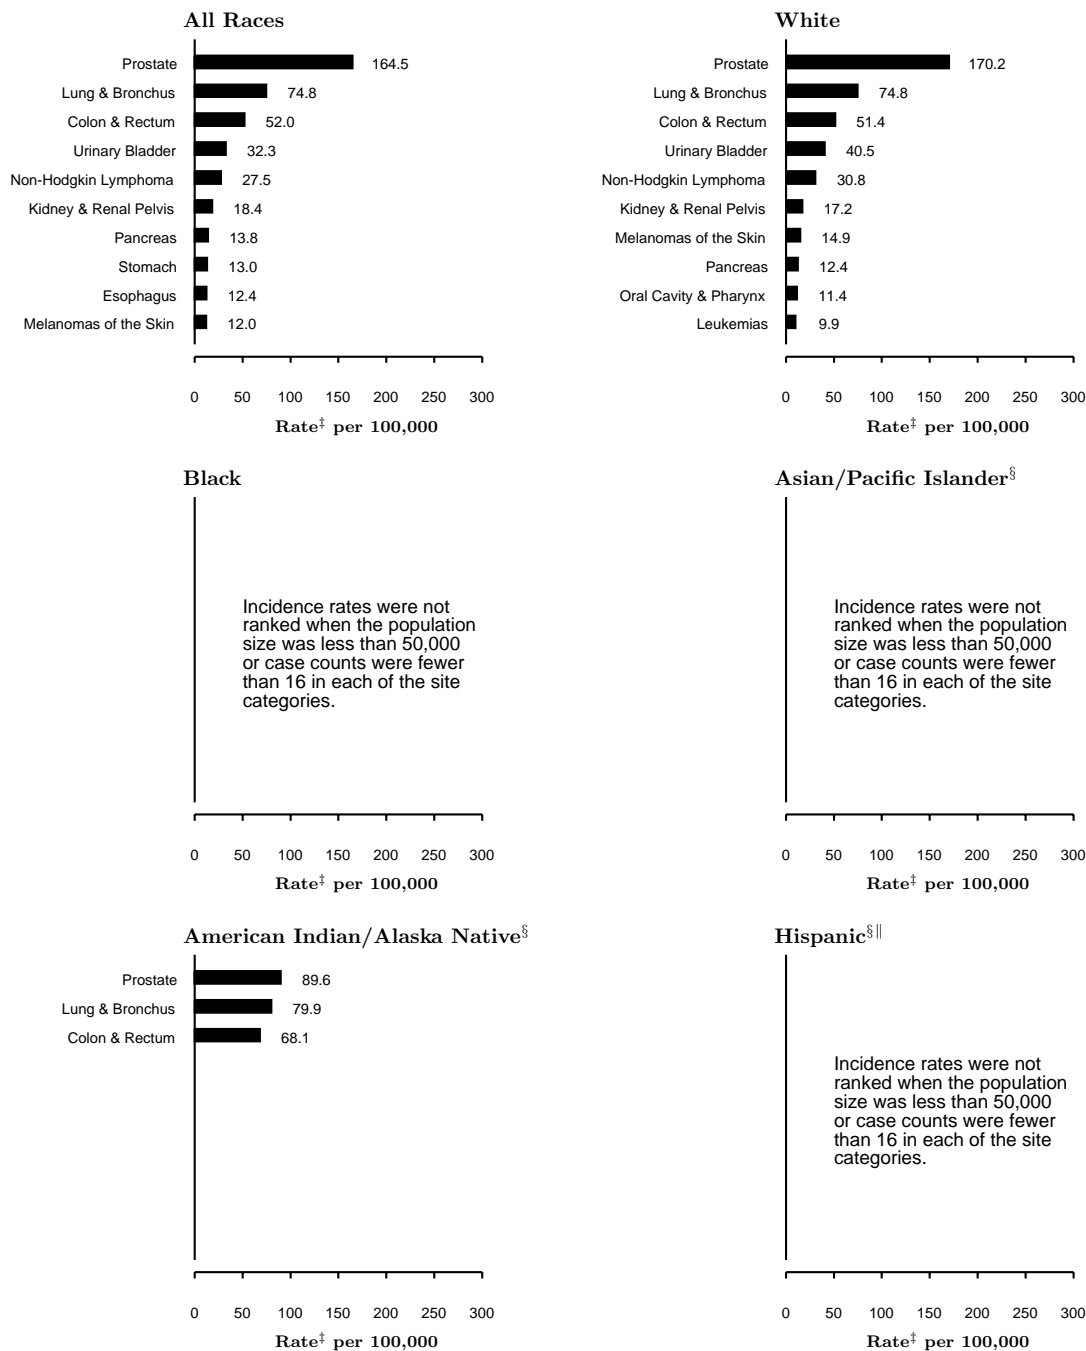 All Races
Prostate 164.5
Lung & Bronchus 74.8
Colon & Rectum 52.0
Urinary Bladder 32.3
Non-Hodgkin Lymphoma 27.5
Kidney & Renal Pelvis 18.4
Pancreas 13.8
Stomach 13.0
Esophagus 12.4
Melanomas of the Skin 12.0
0 50 100 150 200 250 300
Rate‡ per 100,000
White
Prostate 170.2
Lung & Bronchus 74.8
Colon & Rectum 51.4
Urinary Bladder 40.5
Non-Hodgkin Lymphoma 30.8
Kidney & Renal Pelvis 17.2
Melanomas of the Skin 14.9
Pancreas 12.4
Oral Cavity & Pharynx 11.4
Leukemias 9.9
0 50 100 150 200 250 300
Rate‡ per 100,000
Black
Incidence rates were not
ranked when the population
size was less than 50,000
or case counts were fewer
than 16 in each of the site
categories.
0 50 100 150 200 250 300
Rate‡ per 100,000
Asian/Pacific Islander§
Incidence rates were not
ranked when the population
size was less than 50,000
or case counts were fewer
than 16 in each of the site
categories.
0 50 100 150 200 250 300
Rate‡ per 100,000
American Indian/Alaska Native§
Prostate 89.6
Lung & Bronchus 79.9
Colon & Rectum 68.1
0 50 100 150 200 250 300
Rate‡ per 100,000
Hispanic§‖
Incidence rates were not
ranked when the population
size was less than 50,000
or case counts were fewer
than 16 in each of the site
categories.
0 50 100 150 200 250 300
Rate‡ per 100,000